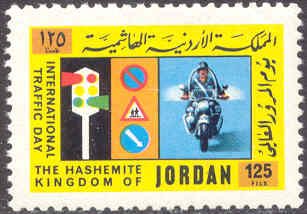 ١٢٥
فلسا
المملكة الأردنية الهاشمية
يوم المرور العالمي
INTERNATIONAL
TRAFFIC DAY
THE HASHEMITE
KINGDOM OF
JORDAN
125
FILS